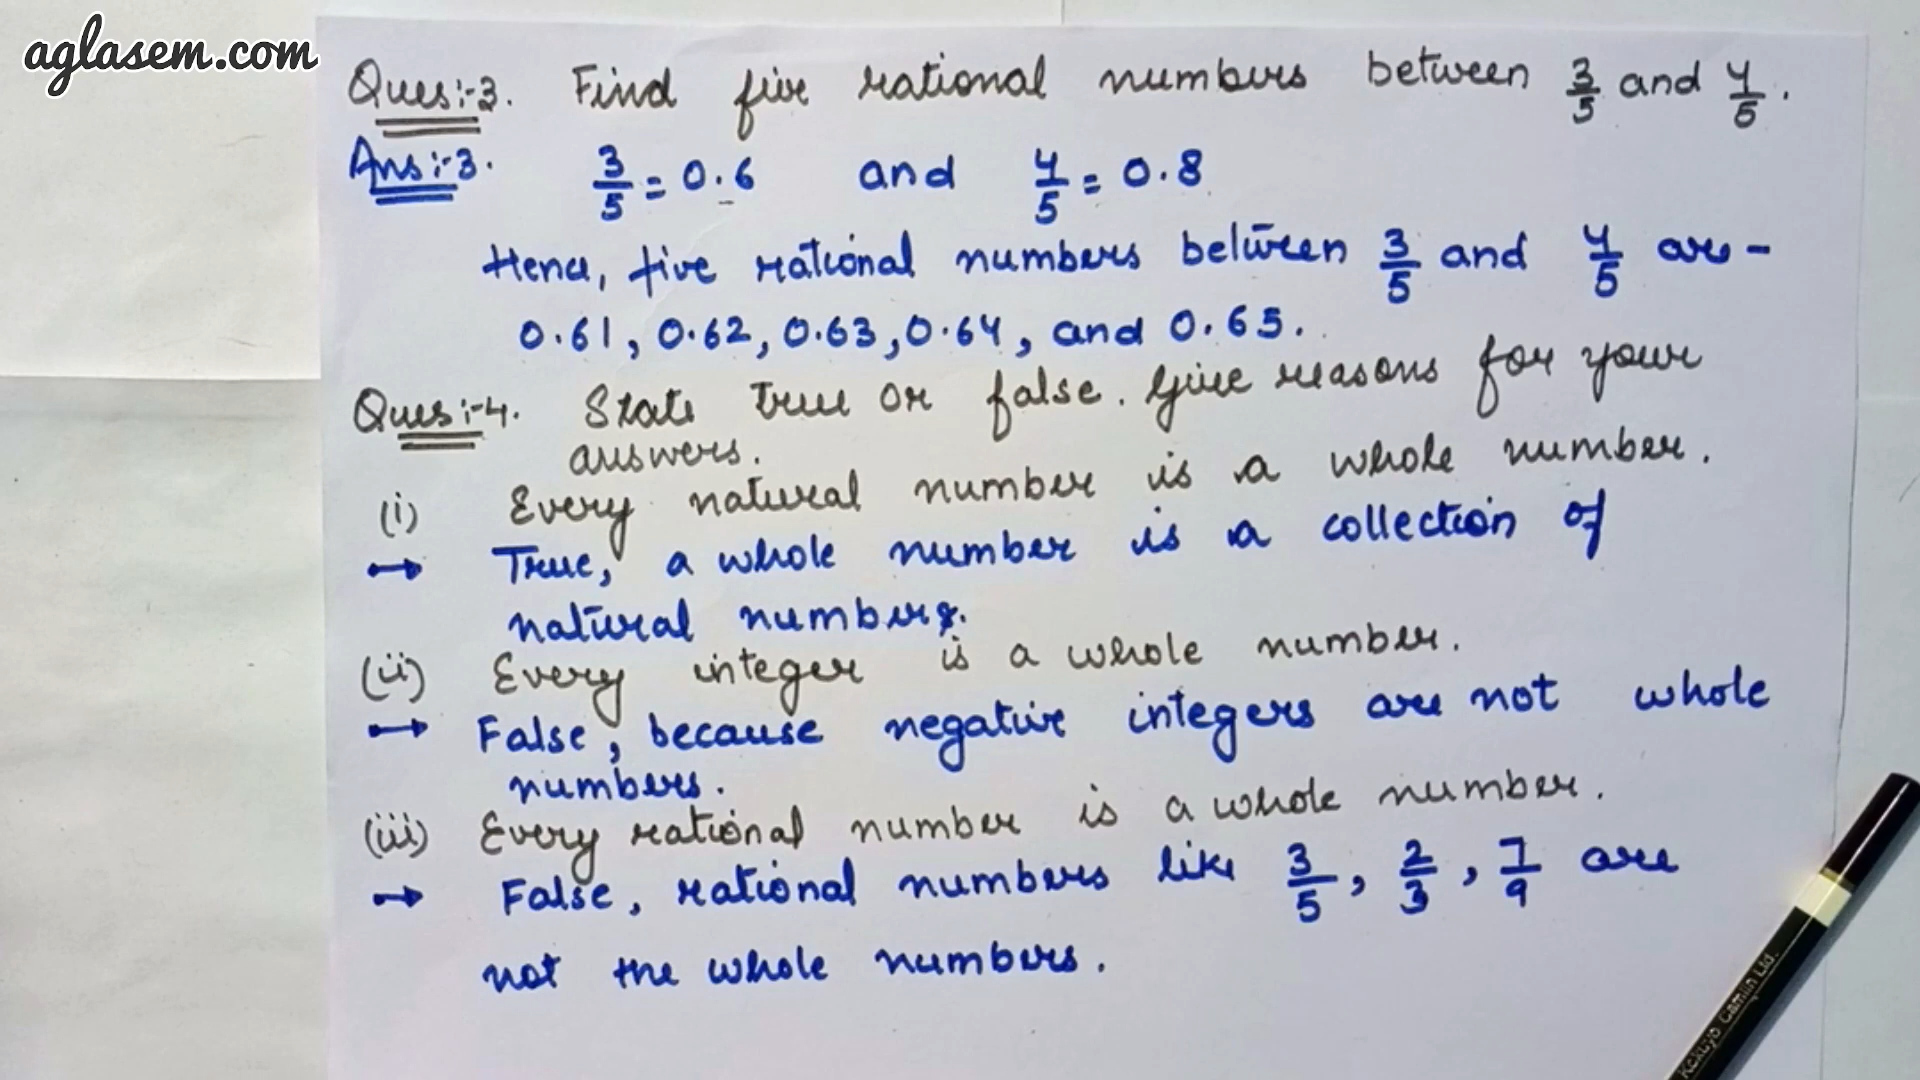 aglasem.com
Ques:-3. Find five rational numbers between 3/5 and 4/5.
Ans:-3. 3/5 = 0.6 and 4/5 = 0.8
Hence, five rational numbers between 3/5 and 4/5 are -
0.61, 0.62, 0.63, 0.64, and 0.65.
Ques:-4. State true or false. Give reasons for your
answers.
(i) Every natural number is a whole number.
→ True, a whole number is a collection of
natural numbers.
(ii) Every integer is a whole number.
→ False, because negative integers are not whole
numbers.
(iii) Every rational number is a whole number.
→ False, rational numbers like 3/5, 2/3, 7/9 are
not the whole numbers.
Kokuyo Camlin Ltd.